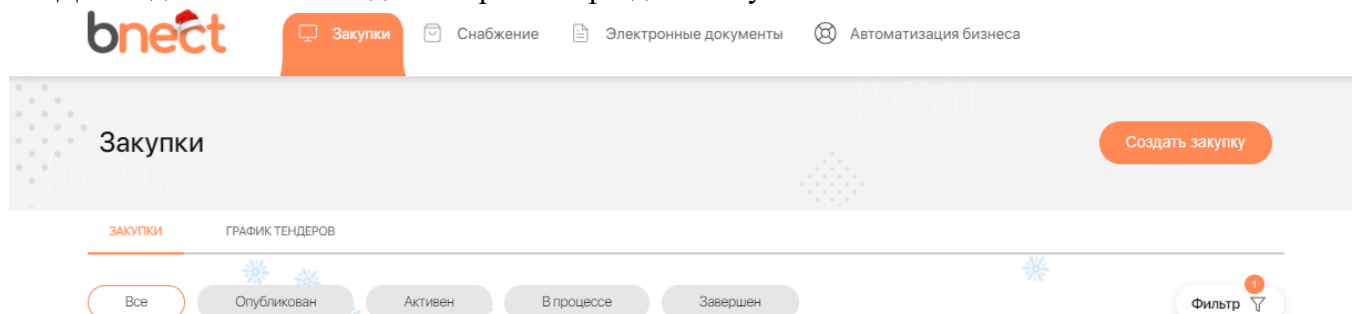 bnect
Закупки Снабжение Электронные документы Автоматизация бизнеса
Закупки
Создать закупку
ЗАКУПКИ ГРАФИК ТЕНДЕРОВ
Все Опубликован Активен В процессе Завершен
1
Фильтр